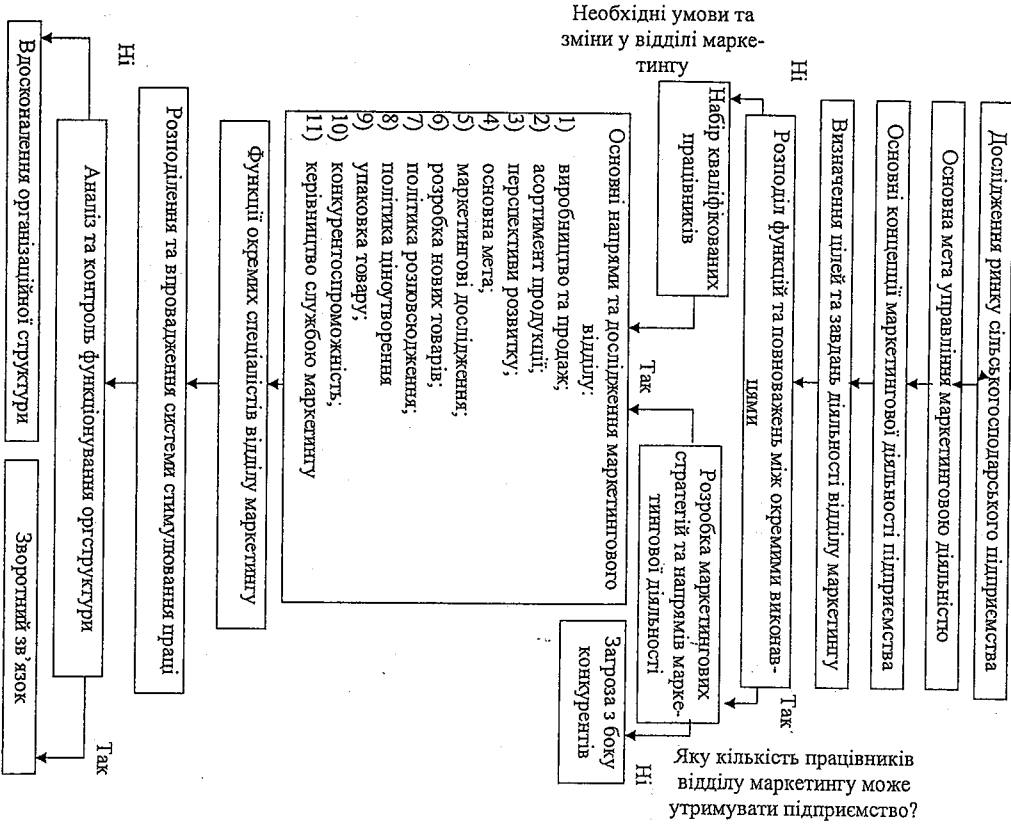 Дослідження ринку сільськогосподарського підприємства
Основна мета управління маркетинговою діяльністю
Основні концепції маркетингової діяльності підприємства
Визначення цілей та завдань діяльності відділу маркетингу
Розподіл функцій та повноважень між окремими виконав-
цями
Ні
Так
Необхідні умови та
зміни у відділі марке-
тингу
Набір кваліфікованих
працівників
Розробка маркетингових
стратегій та напрямів марке-
тингової діяльності
Яку кількість працівників
відділу маркетингу може
утримувати підприємство?
Так
Ні
Загроза з боку
конкурентів
Основні напрями та дослідження маркетингового
відділу:
1) виробництво та продаж;
2) асортимент продукції;
3) перспективи розвитку;
4) основна мета;
5) маркетингові дослідження;
6) розробка нових товарів;
7) політика розповсюдження;
8) політика ціноутворення
9) упаковка товару;
10) конкурентоспроможність;
11) керівництво службою маркетингу
Функції окремих спеціалістів відділу маркетингу
Розподілення та впровадження системи стимулювання праці
Аналіз та контроль функціонування оргструктури
Ні
Так
Вдосконалення організаційної структури
Зворотний зв’язок